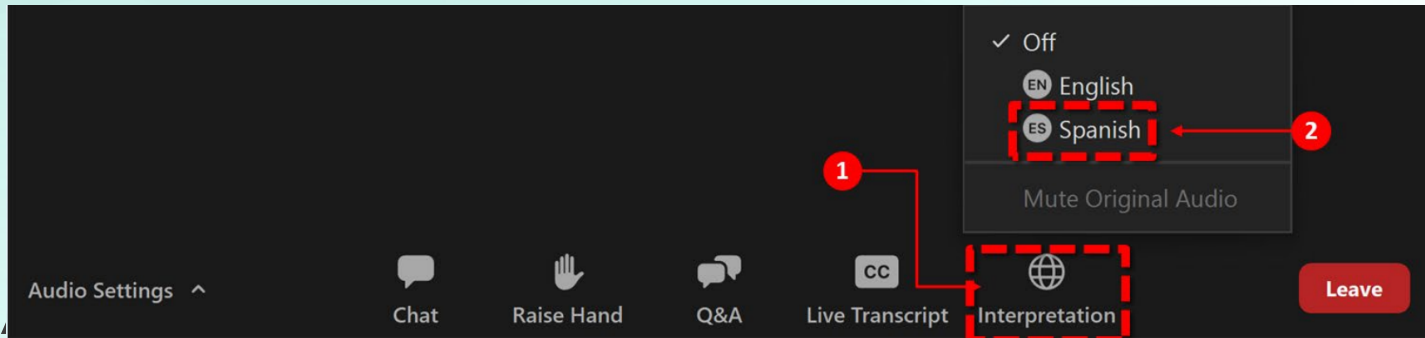 Off
EN English
ES Spanish
2
1
Mute Original Audio
Audio Settings
Chat
Raise Hand
Q&A
CC
Live Transcript
Interpretation
Leave